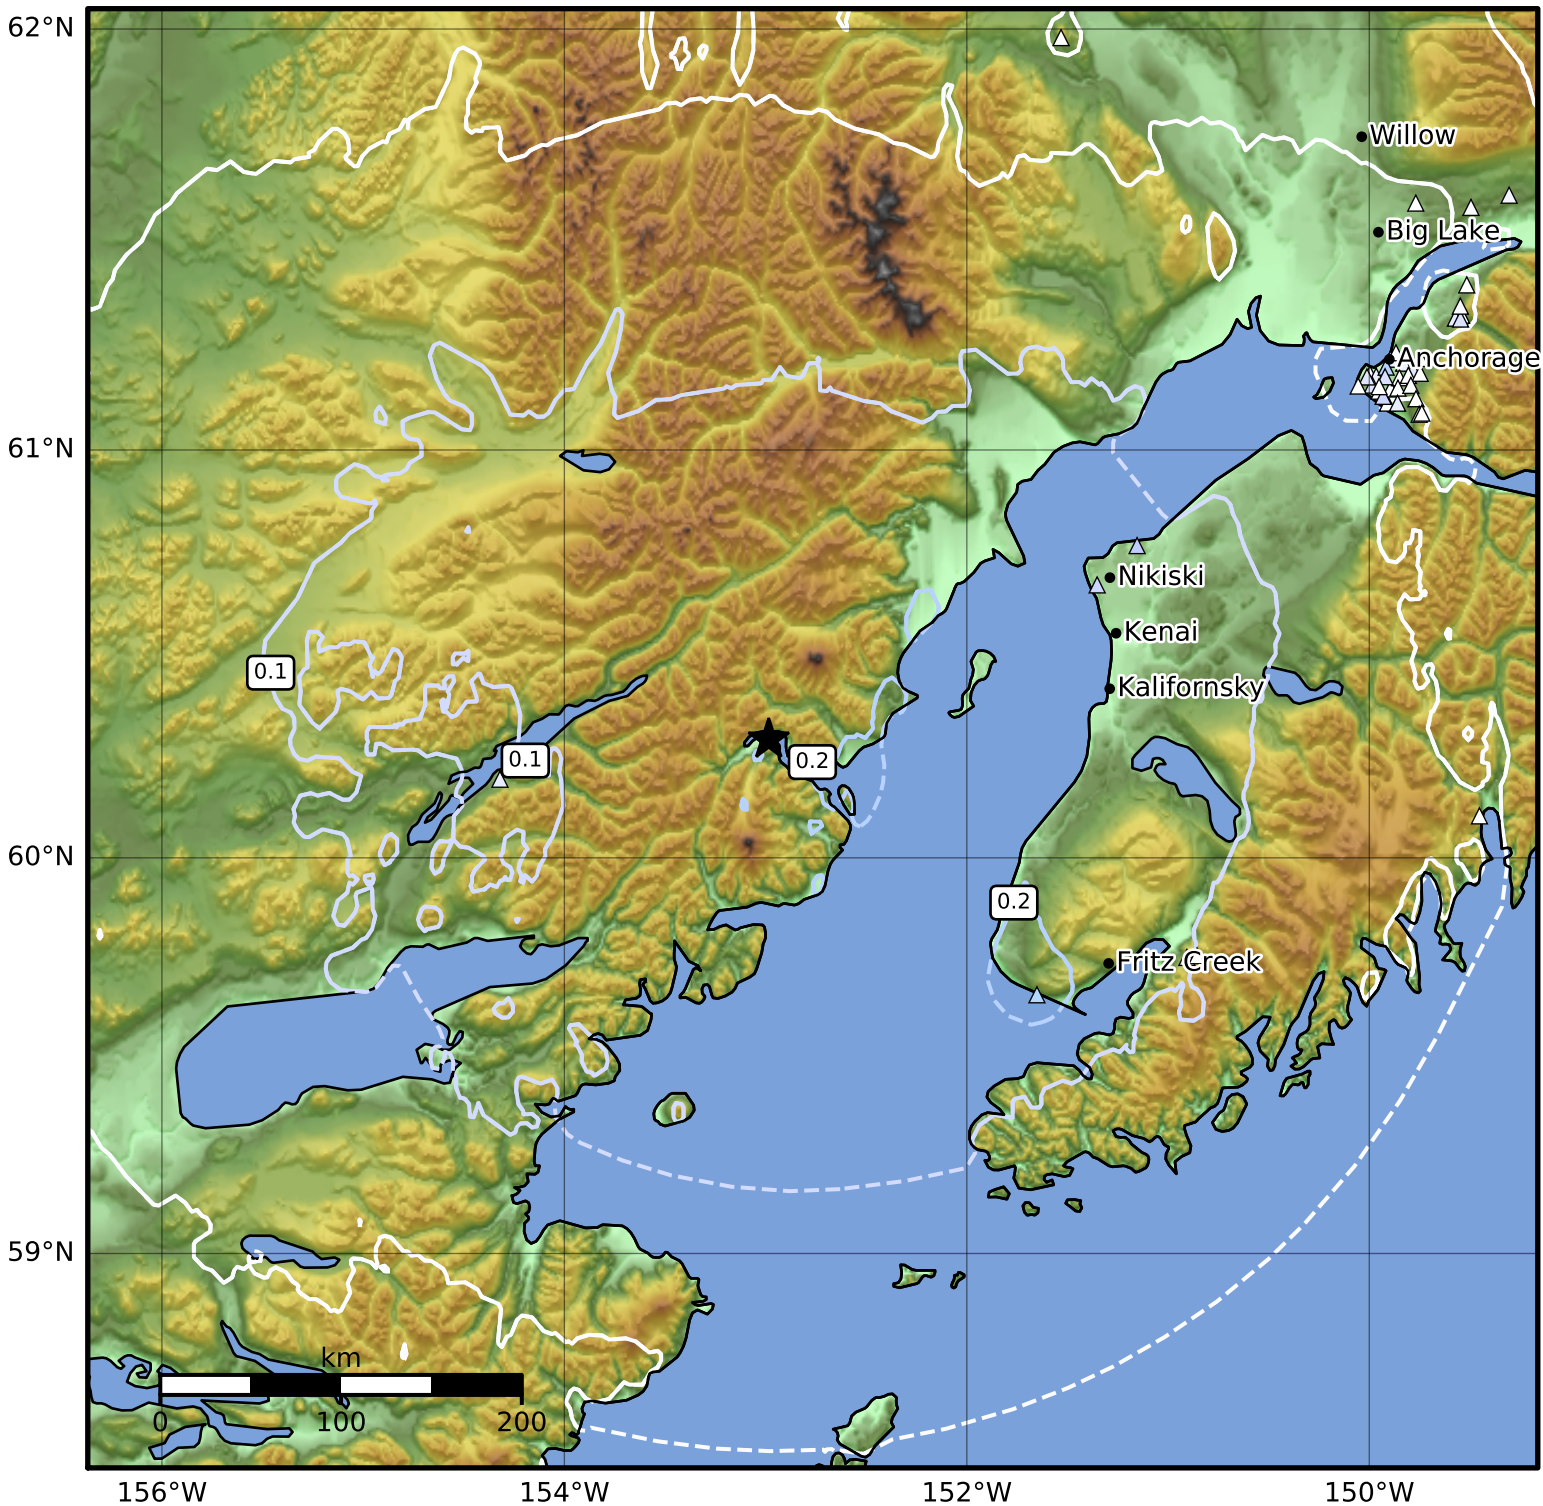 62°N
Willow
Big Lake
Anchorage
61°N
Nikiski
Kenai
0.1
Kalifornsky
0.1
0.2
60°N
0.2
Fritz Creek
59°N
km
0
100
200
156°W
154°W
152°W
150°W